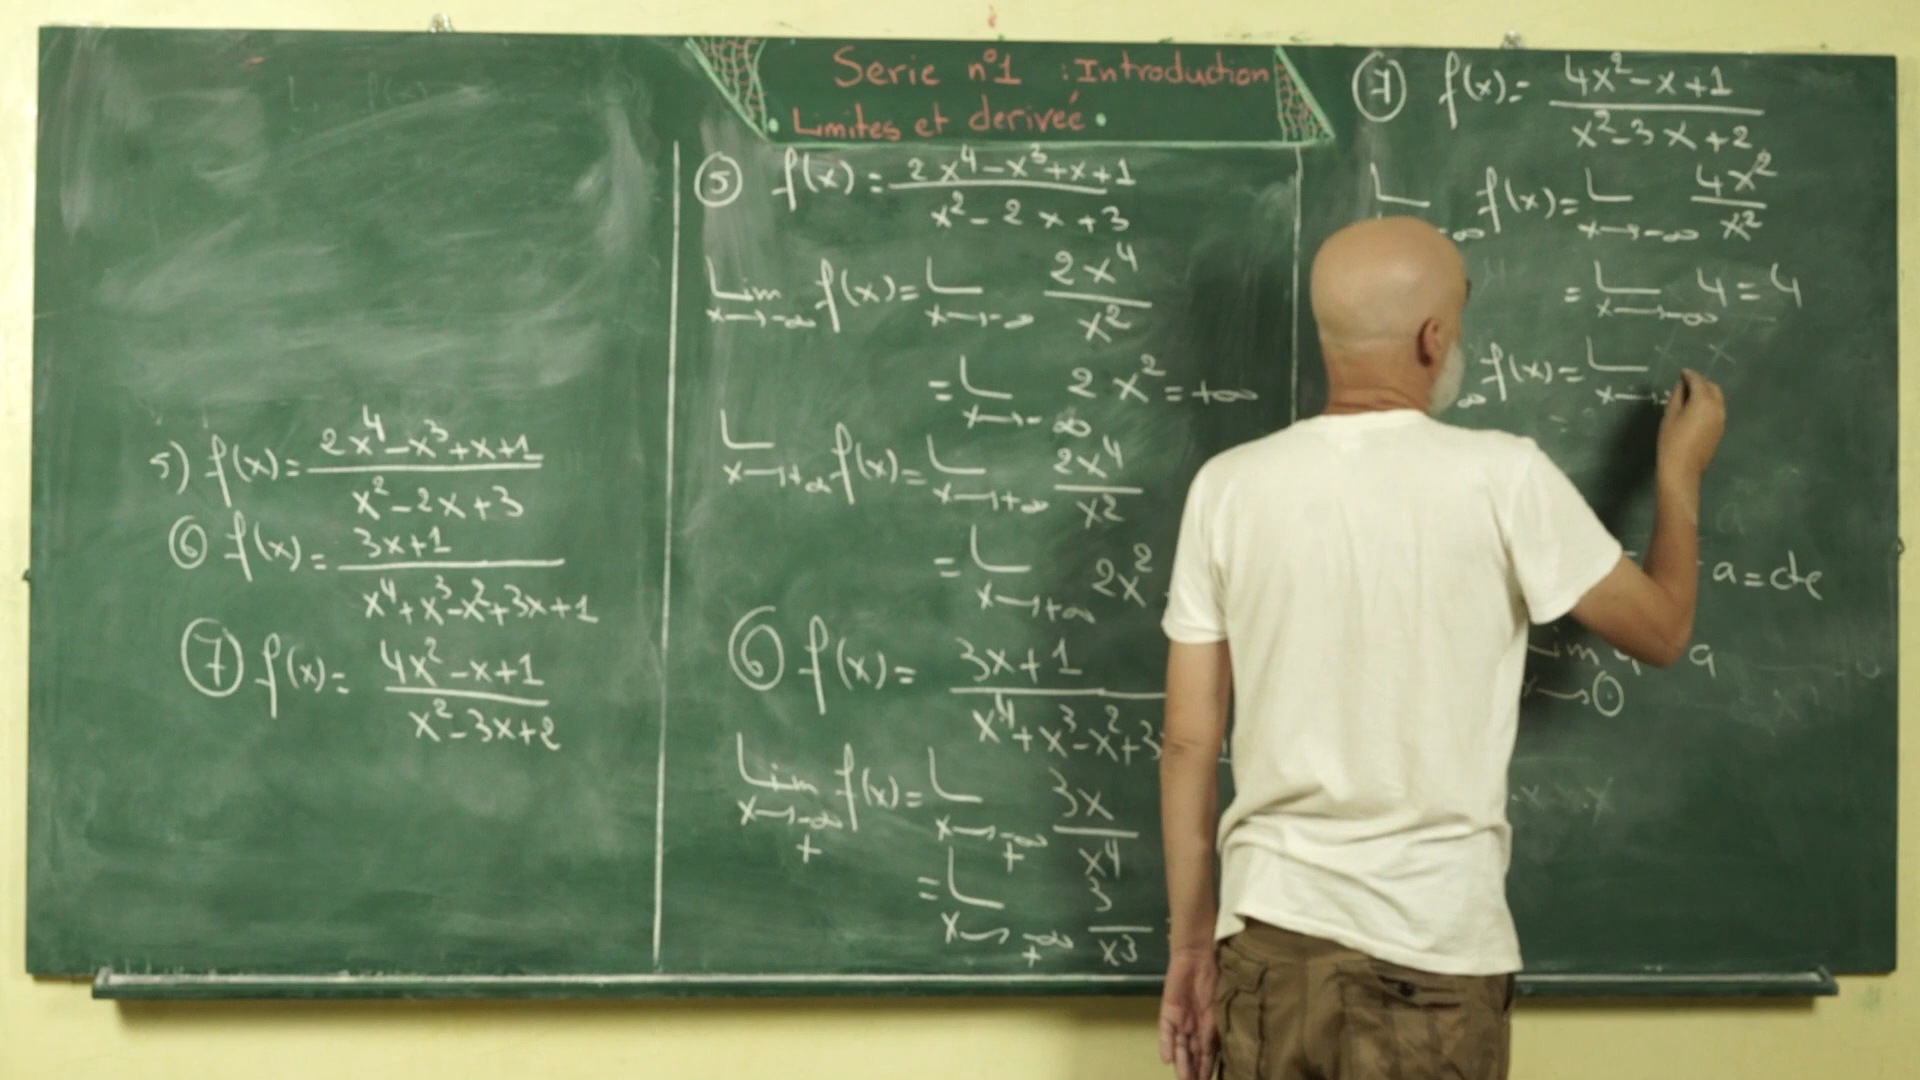 Serie n°1 : Introduction
• Limites et derivée •
5) f(x) = (2x⁴-x³+x+1)/(x²-2x+3)
⑥ f(x) = (3x+1)/(x⁴+x³-x²+3x+1)
⑦ f(x) = (4x²-x+1)/(x²-3x+2)
⑤ f(x) = (2x⁴-x³+x+1)/(x²-2x+3)
Lim x→-∞ f(x) = L x→-∞ 2x⁴/x²
= L x→-∞ 2x² = +∞
L x→+∞ f(x) = L x→+∞ 2x⁴/x²
= L x→+∞ 2x²
⑥ f(x) = (3x+1)/(x⁴+x³-x²+3
Lim x→-∞ + f(x) = L x→-∞ + 3x/x⁴
= L x→-∞ + 3/x³
⑦ f(x) = (4x²-x+1)/(x²-3x+2)
L -∞ f(x) = L x→-∞ 4x²/x²
= L x→-∞ 4 = 4
∞ f(x) = L x→
a = cte